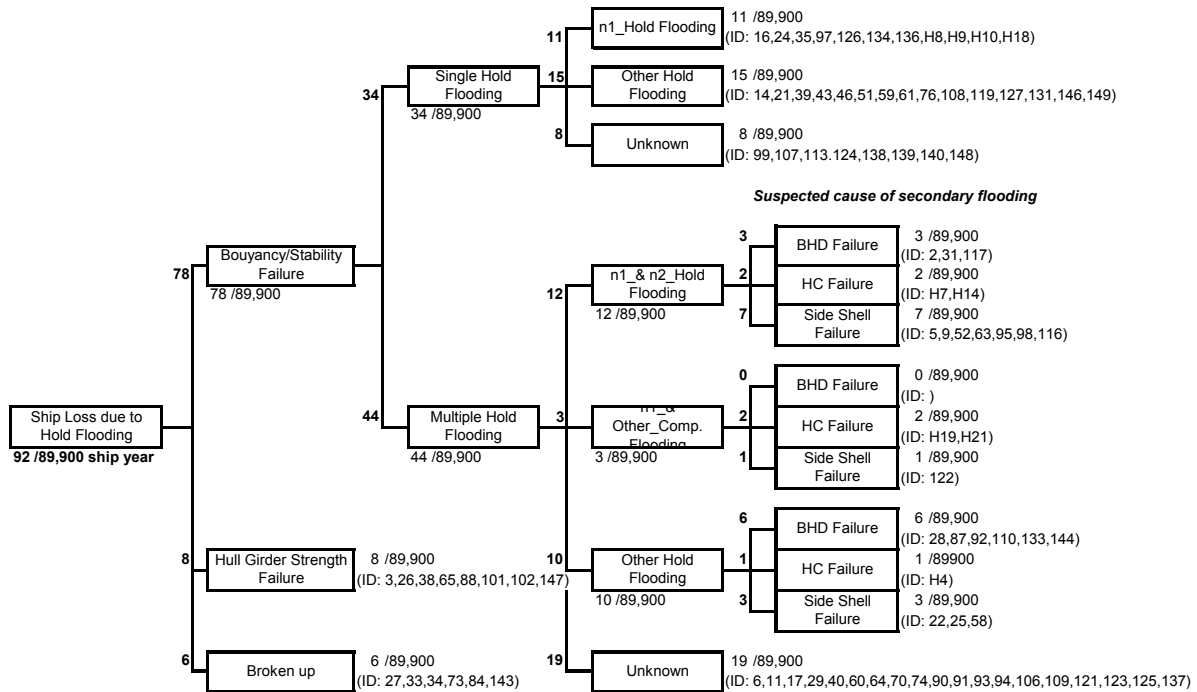 11
n1_Hold Flooding
11 /89,900
(ID: 16,24,35,97,126,134,136,H8,H9,H10,H18)
34
Single Hold
Flooding
34 /89,900
15
Other Hold
Flooding
15 /89,900
(ID: 14,21,39,43,46,51,59,61,76,108,119,127,131,146,149)
8
Unknown
8 /89,900
(ID: 99,107,113.124,138,139,140,148)
Suspected cause of secondary flooding
78
Bouyancy/Stability
Failure
78 /89,900
12
n1_& n2_Hold
Flooding
12 /89,900
3
BHD Failure
3 /89,900
(ID: 2,31,117)
2
HC Failure
2 /89,900
(ID: H7,H14)
7
Side Shell
Failure
7 /89,900
(ID: 5,9,52,63,95,98,116)
Ship Loss due to
Hold Flooding
92 /89,900 ship year
44
Multiple Hold
Flooding
44 /89,900
3
n1_&
Other_Comp.
Flooding
3 /89,900
0
BHD Failure
0 /89,900
(ID: )
2
HC Failure
2 /89,900
(ID: H19,H21)
1
Side Shell
Failure
1 /89,900
(ID: 122)
8
Hull Girder Strength
Failure
8 /89,900
(ID: 3,26,38,65,88,101,102,147)
10
Other Hold
Flooding
10 /89,900
6
BHD Failure
6 /89,900
(ID: 28,87,92,110,133,144)
1
HC Failure
1 /89900
(ID: H4)
3
Side Shell
Failure
3 /89,900
(ID: 22,25,58)
6
Broken up
6 /89,900
(ID: 27,33,34,73,84,143)
19
Unknown
19 /89,900
(ID: 6,11,17,29,40,60,64,70,74,90,91,93,94,106,109,121,123,125,137)